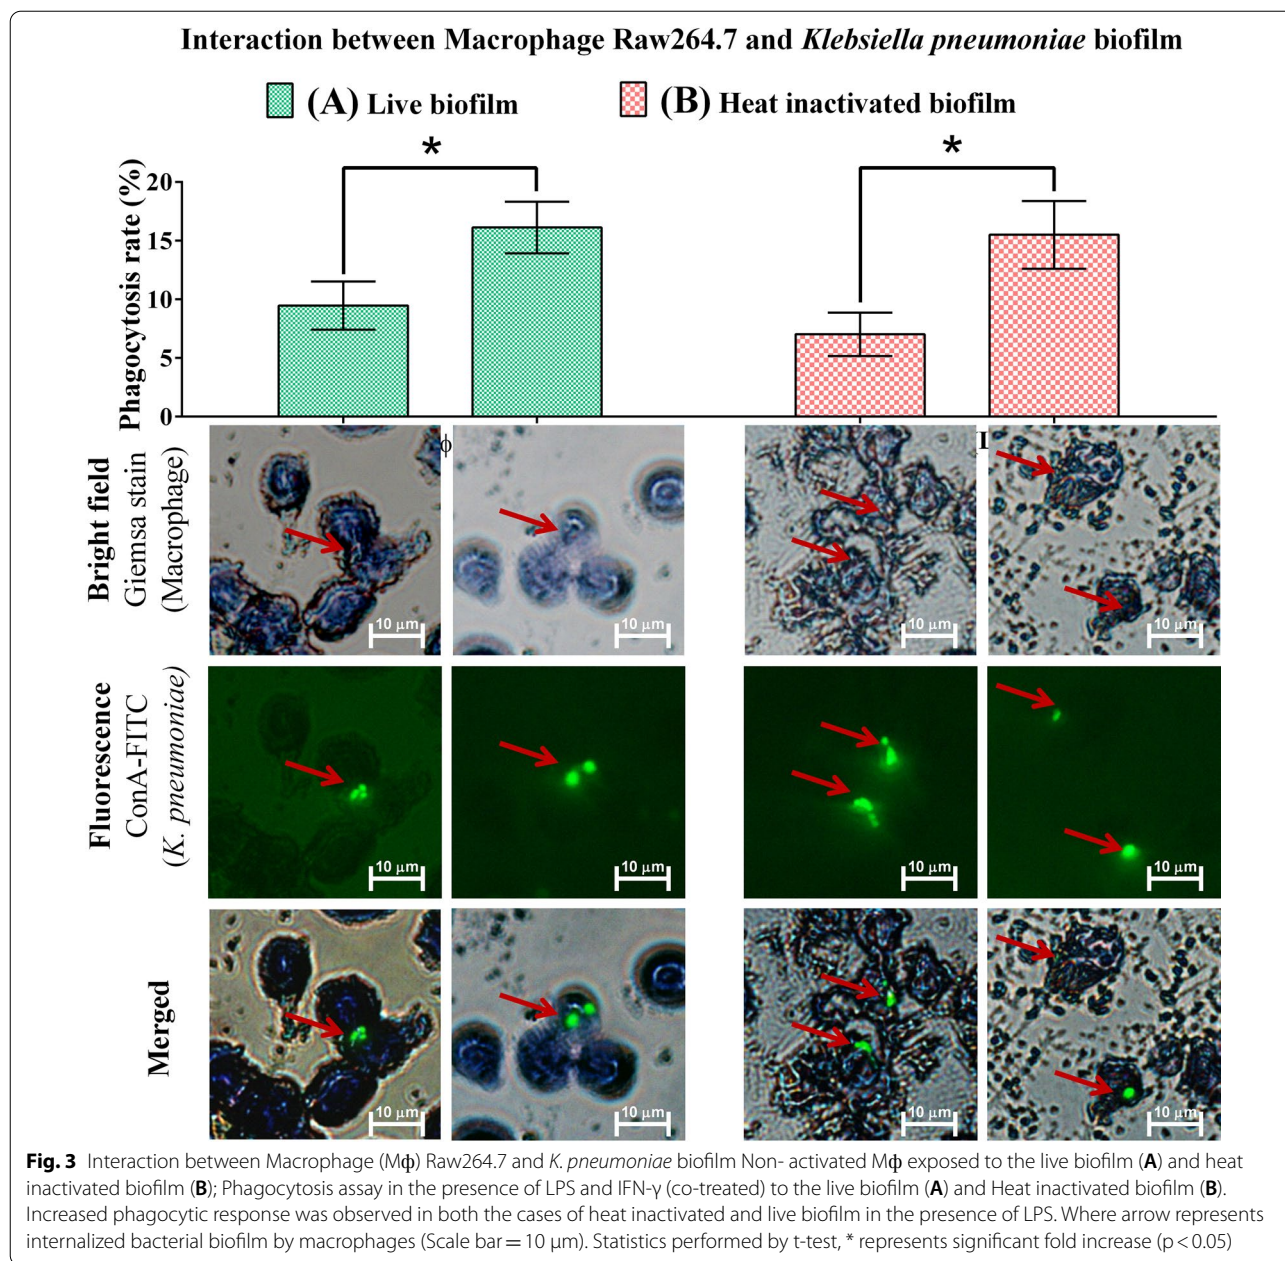 Interaction between Macrophage Raw264.7 and Klebsiella pneumoniae biofilm
(A) Live biofilm
(B) Heat inactivated biofilm
*
*
Phagocytosis rate (%)
20
15
10
5
0
ϕ
Bright field
Giemsa stain
(Macrophage)
10 µm
10 µm
10 µm
10 µm
Fluorescence
ConA-FITC
(K. pneumoniae)
10 µm
10 µm
10 µm
10 µm
Merged
10 µm
10 µm
10 µm
10 µm
Fig. 3 Interaction between Macrophage (Mϕ) Raw264.7 and K. pneumoniae biofilm Non- activated Mϕ exposed to the live biofilm (A) and heat
inactivated biofilm (B); Phagocytosis assay in the presence of LPS and IFN-γ (co-treated) to the live biofilm (A) and Heat inactivated biofilm (B).
Increased phagocytic response was observed in both the cases of heat inactivated and live biofilm in the presence of LPS. Where arrow represents
internalized bacterial biofilm by macrophages (Scale bar = 10 µm). Statistics performed by t-test, * represents significant fold increase (p < 0.05)